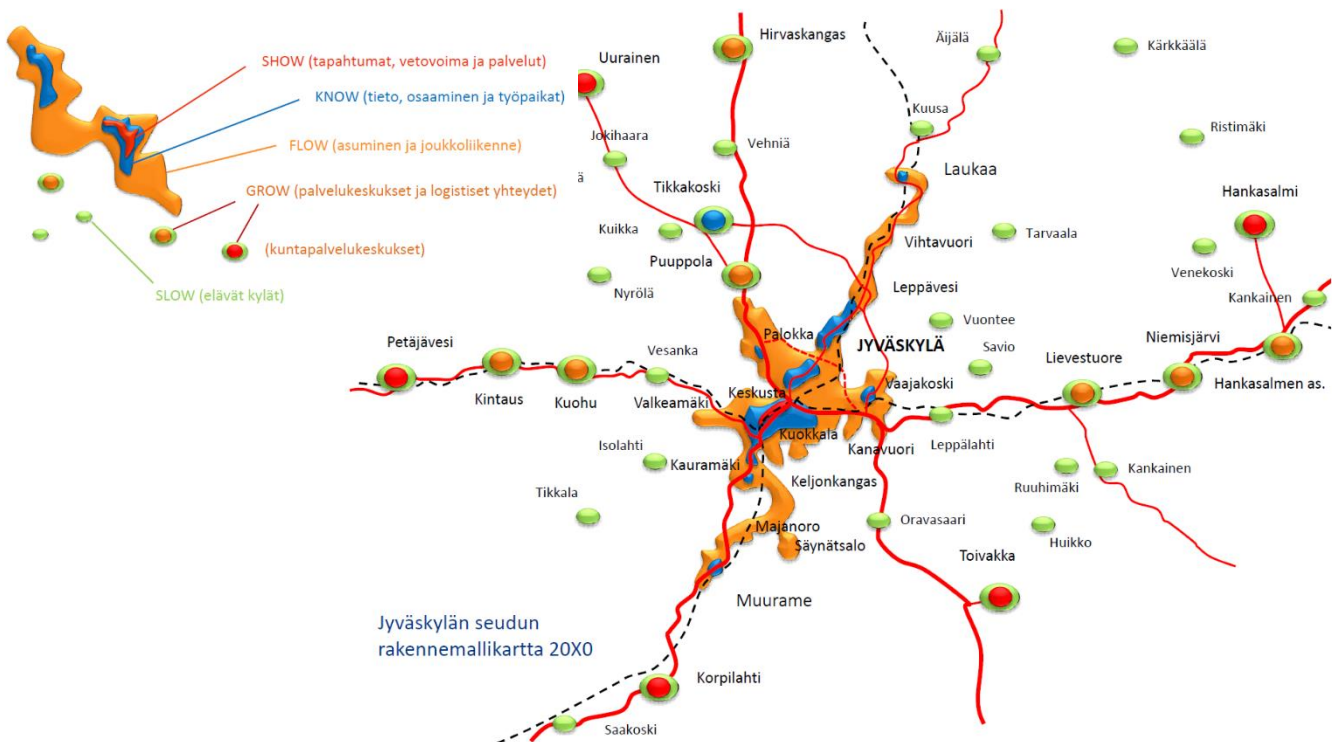 SHOW (tapahtumat, vetovoima ja palvelut)
KNOW (tieto, osaaminen ja työpaikat)
FLOW (asuminen ja joukkoliikenne)
GROW (palvelukeskukset ja logistiset yhteydet)
(kuntapalvelukeskukset)
SLOW (elävät kylät)
Hirvaskangas
Äijälä
Kärkkäälä
Uurainen
Kuusa
Jokihaara
Vehniä
Ristimäki
Laukaa
ä
Tikkakoski
Hankasalmi
Kuikka
Vihtavuori
Tarvaala
Puuppola
Venekoski
Nyrölä
Leppävesi
Kankainen
Vuontee
Palokka
JYVÄSKYLÄ
Savio
Niemisjärvi
Petäjävesi
Vesanka
Lievestuore
Vaajakoski
Keskusta
Kintaus
Kuohu
Valkeamäki
Hankasalmen as.
Kuokkala
Kanavuori
Leppälahti
Isolahti
Kauramäki
Kankainen
Keljonkangas
Ruuhimäki
Tikkala
Majanoro
Oravasaari
Huikko
Säynätsalo
Toivakka
Muurame
Jyväskylän seudun
rakennemallikartta 20X0
Korpilahti
Saakoski